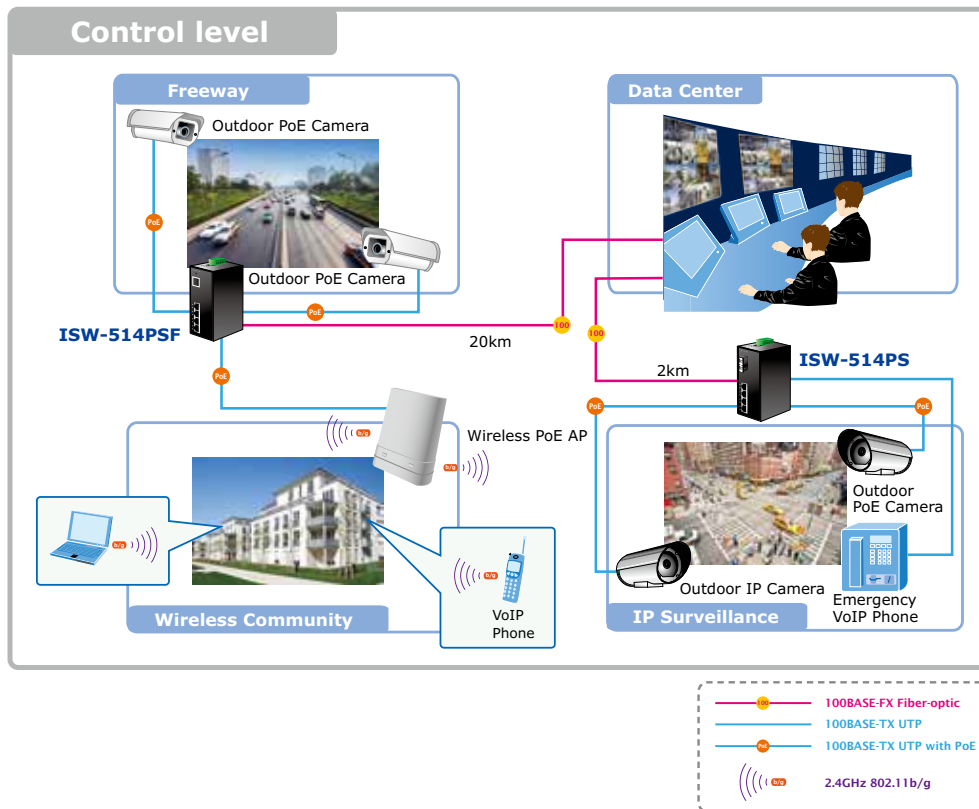 Control level
Freeway
Outdoor PoE Camera
PoE
PoE
Outdoor PoE Camera
ISW-514PSF
PoE
Data Center
100
20km
100
2km
ISW-514PS
PoE
PoE
b/g
Wireless PoE AP
b/g
b/g
b/g
VoIP
Phone
Wireless Community
Outdoor
PoE Camera
Outdoor IP Camera
Emergency
VoIP Phone
IP Surveillance
100
100BASE-FX Fiber-optic
100BASE-TX UTP
PoE
100BASE-TX UTP with PoE
b/g
2.4GHz 802.11b/g